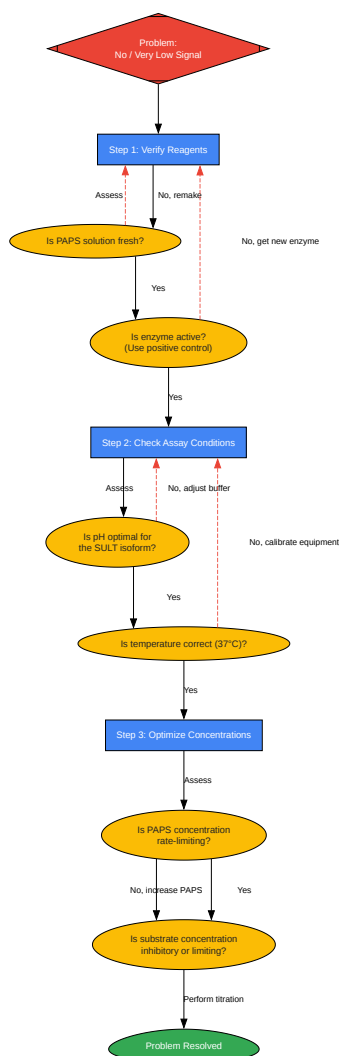 Problem:
No / Very Low Signal
Step 1: Verify Reagents
Assess
No, remake
Is PAPS solution fresh?
No, get new enzyme
Yes
Is enzyme active?
(Use positive control)
Yes
Step 2: Check Assay Conditions
Assess
No, adjust buffer
Is pH optimal for
the SULT isoform?
No, calibrate equipment
Yes
Is temperature correct (37°C)?
Yes
Step 3: Optimize Concentrations
Assess
Is PAPS concentration
rate-limiting?
No, increase PAPS
Yes
Is substrate concentration
inhibitory or limiting?
Perform titration
Problem Resolved